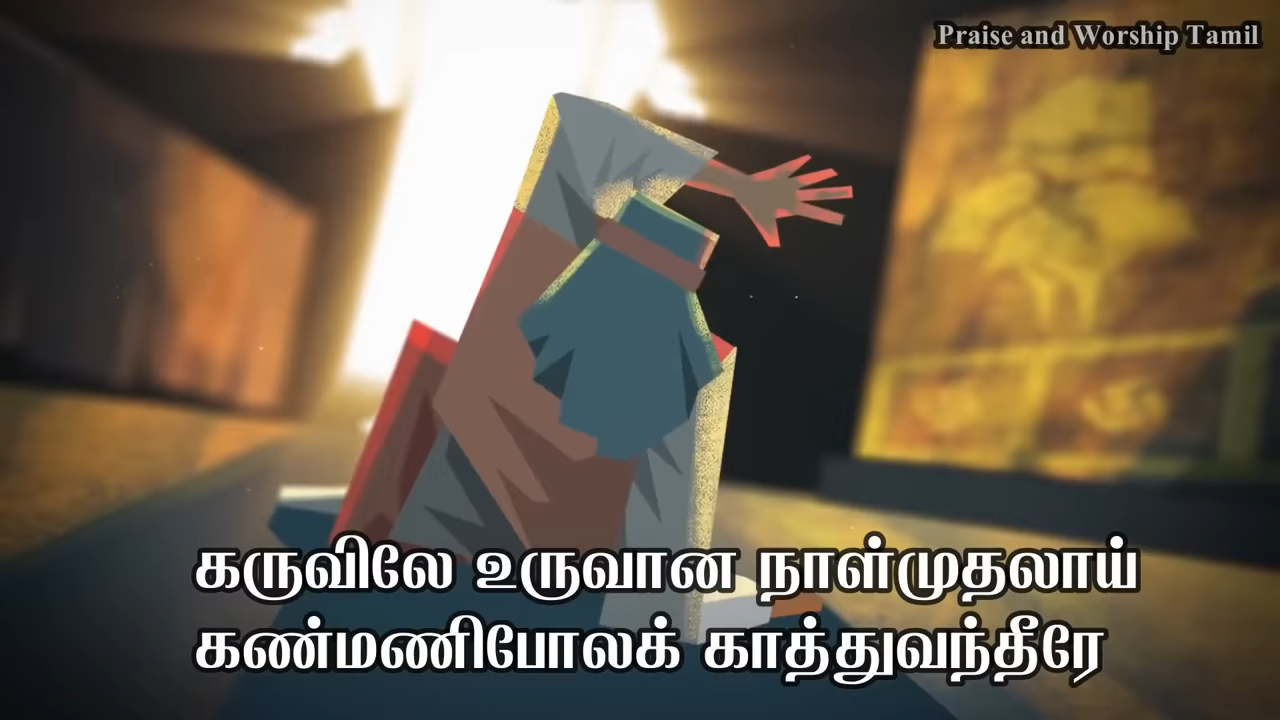 Praise and Worship Tamil
கருவிலே உருவான நாள்முதலாய்
கண்மணிபோலக் காத்துவந்தீரே